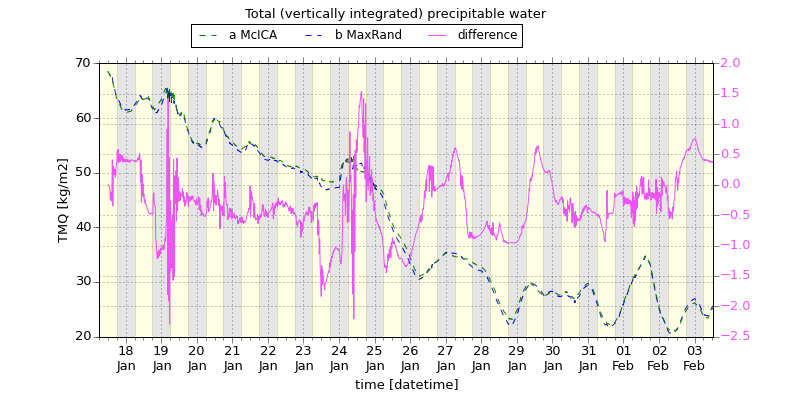 Total (vertically integrated) precipitable water
a McICA b MaxRand difference
70
60
50
40
30
20
TMQ [kg/m2]
2.0
1.5
1.0
0.5
0.0
−0.5
−1.0
−1.5
−2.0
−2.5
18 19 20 21 22 23 24 25 26 27 28 29 30 31 01 02 03
Jan Jan Jan Jan Jan Jan Jan Jan Jan Jan Jan Jan Jan Jan Feb Feb Feb
time [datetime]